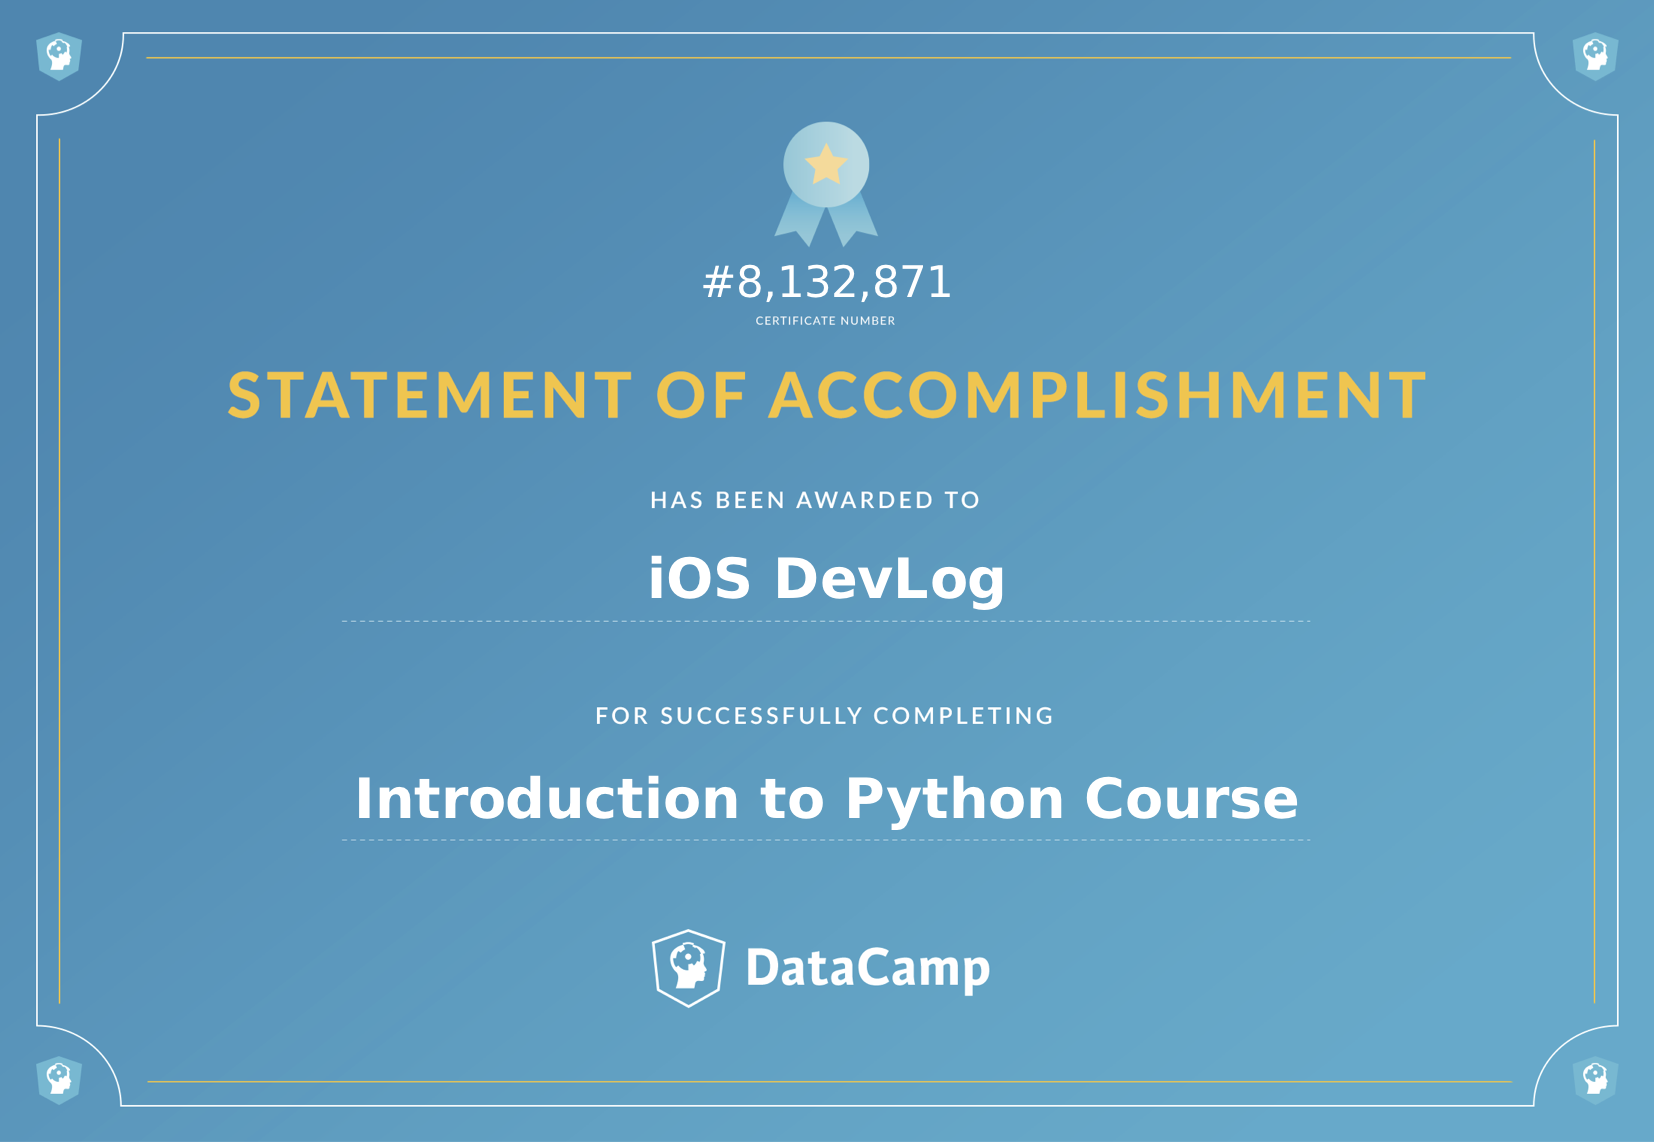 #8,132,871
CERTIFICATE NUMBER
STATEMENT OF ACCOMPLISHMENT
HAS BEEN AWARDED TO
iOS DevLog
FOR SUCCESSFULLY COMPLETING
Introduction to Python Course
DataCamp